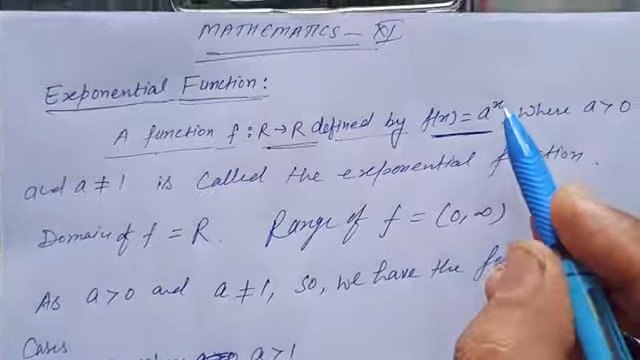 MATHEMATICS - XI
Exponential Function :
A function f : R → R defined by f(x) = a^x, where a > 0
and a ≠ 1 is called the exponential
Domain of f = R. Range of f = (0, ∞)
As a > 0 and a ≠ 1, so, we have the
Cases
a > 1